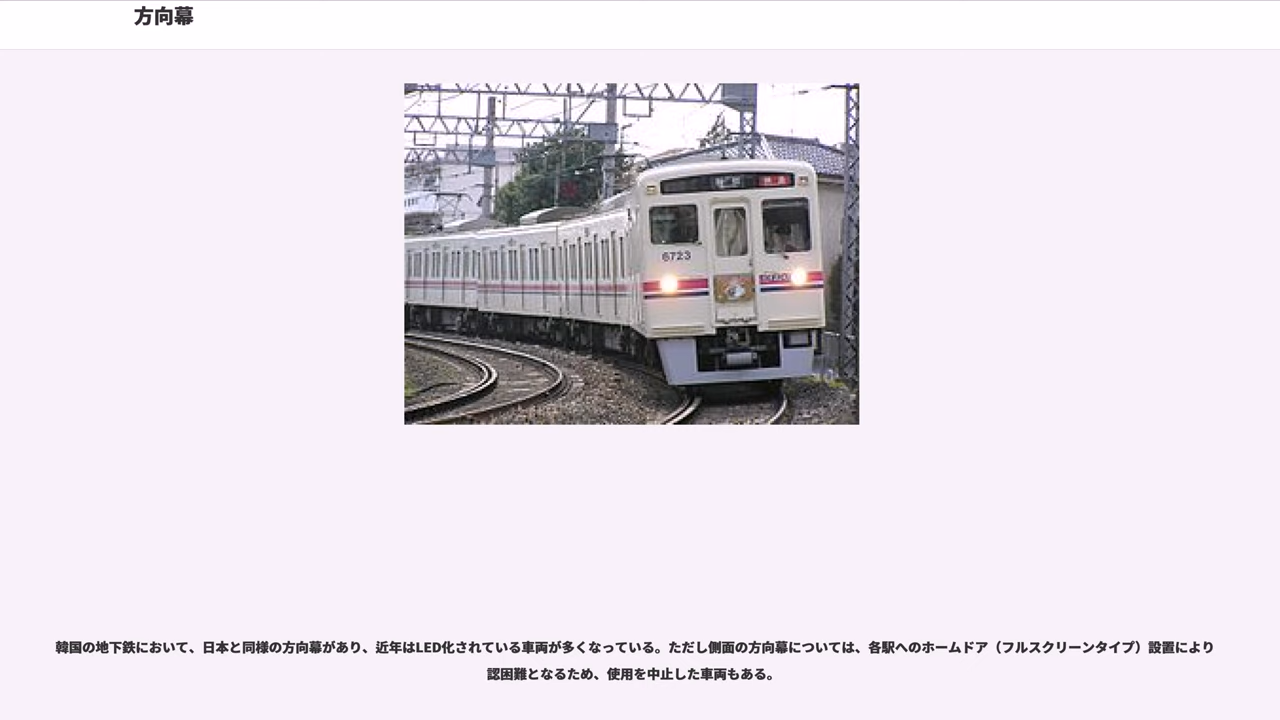 方向幕
6723
韓国の地下鉄において、日本と同様の方向幕があり、近年はLED化されている車両が多くなっている。ただし側面の方向幕については、各駅へのホームドア（フルスクリーンタイプ）設置により
認困難となるため、使用を中止した車両もある。